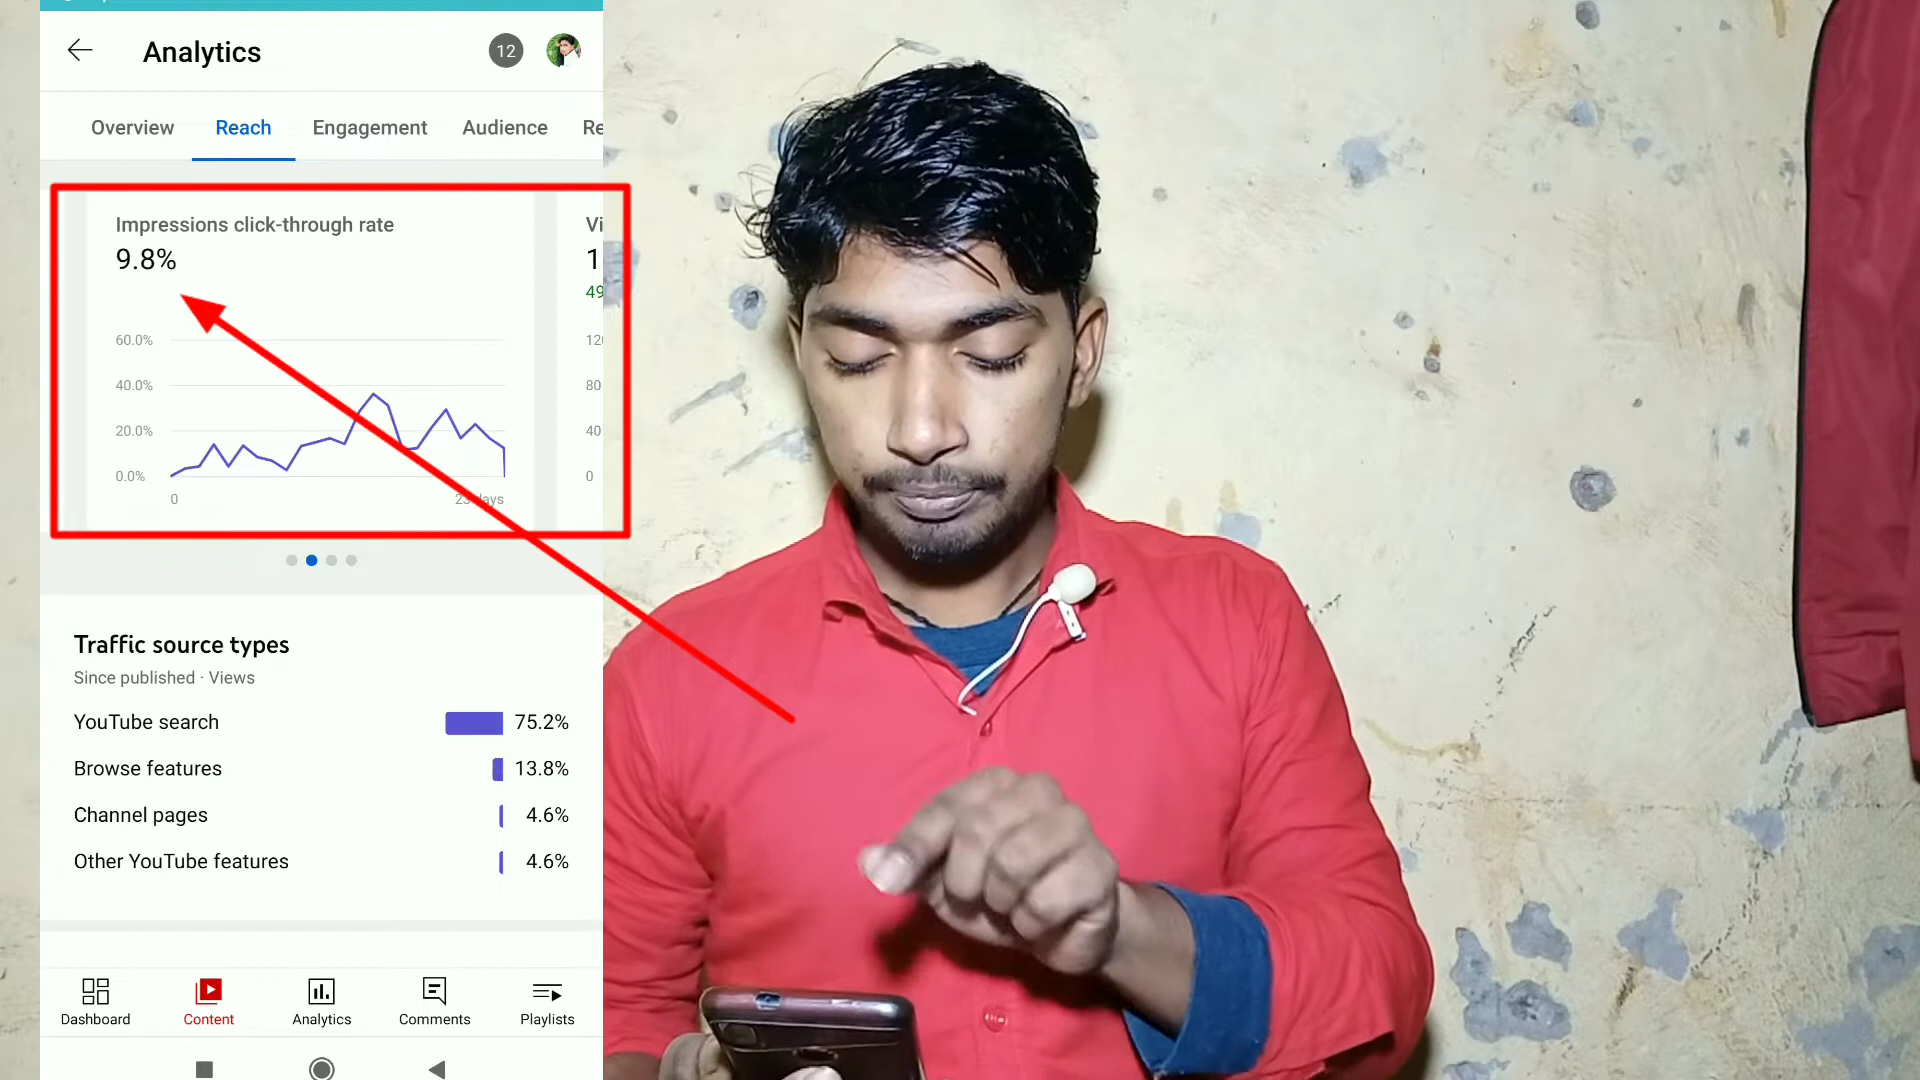 Analytics
12
Overview Reach Engagement Audience Re
Impressions click-through rate
9.8%
60.0%
40.0%
20.0%
0.0%
0
Vi
1
49
120
80
40
0
Traffic source types
Since published · Views
YouTube search 75.2%
Browse features 13.8%
Channel pages 4.6%
Other YouTube features 4.6%
Dashboard Content Analytics Comments Playlists